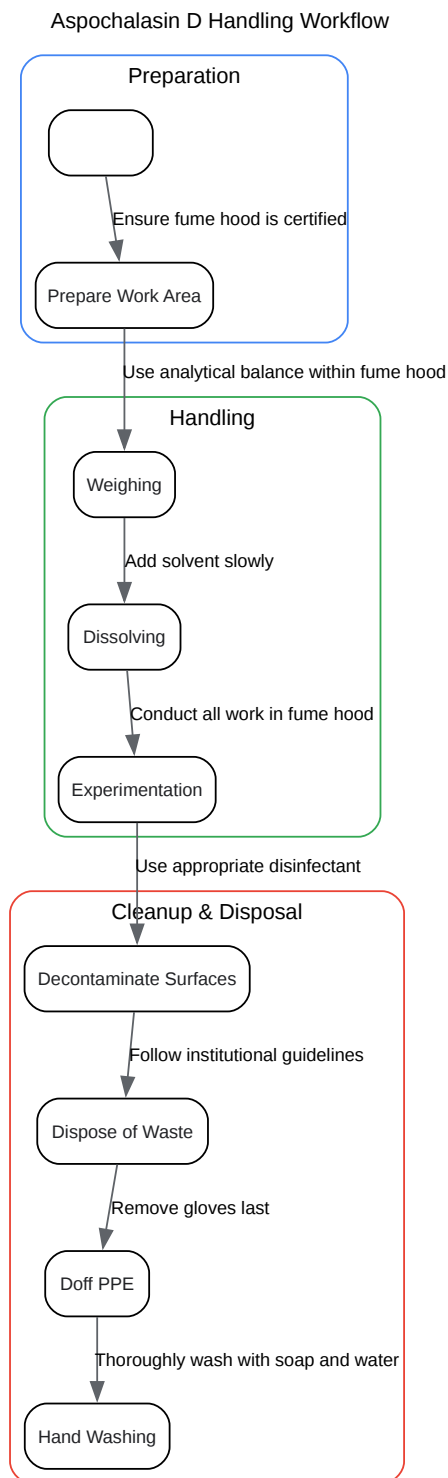 Aspochalasin D Handling Workflow
Preparation
Ensure fume hood is certified
Prepare Work Area
Use analytical balance within fume hood
Handling
Weighing
Add solvent slowly
Dissolving
Conduct all work in fume hood
Experimentation
Use appropriate disinfectant
Cleanup & Disposal
Decontaminate Surfaces
Follow institutional guidelines
Dispose of Waste
Remove gloves last
Doff PPE
Thoroughly wash with soap and water
Hand Washing